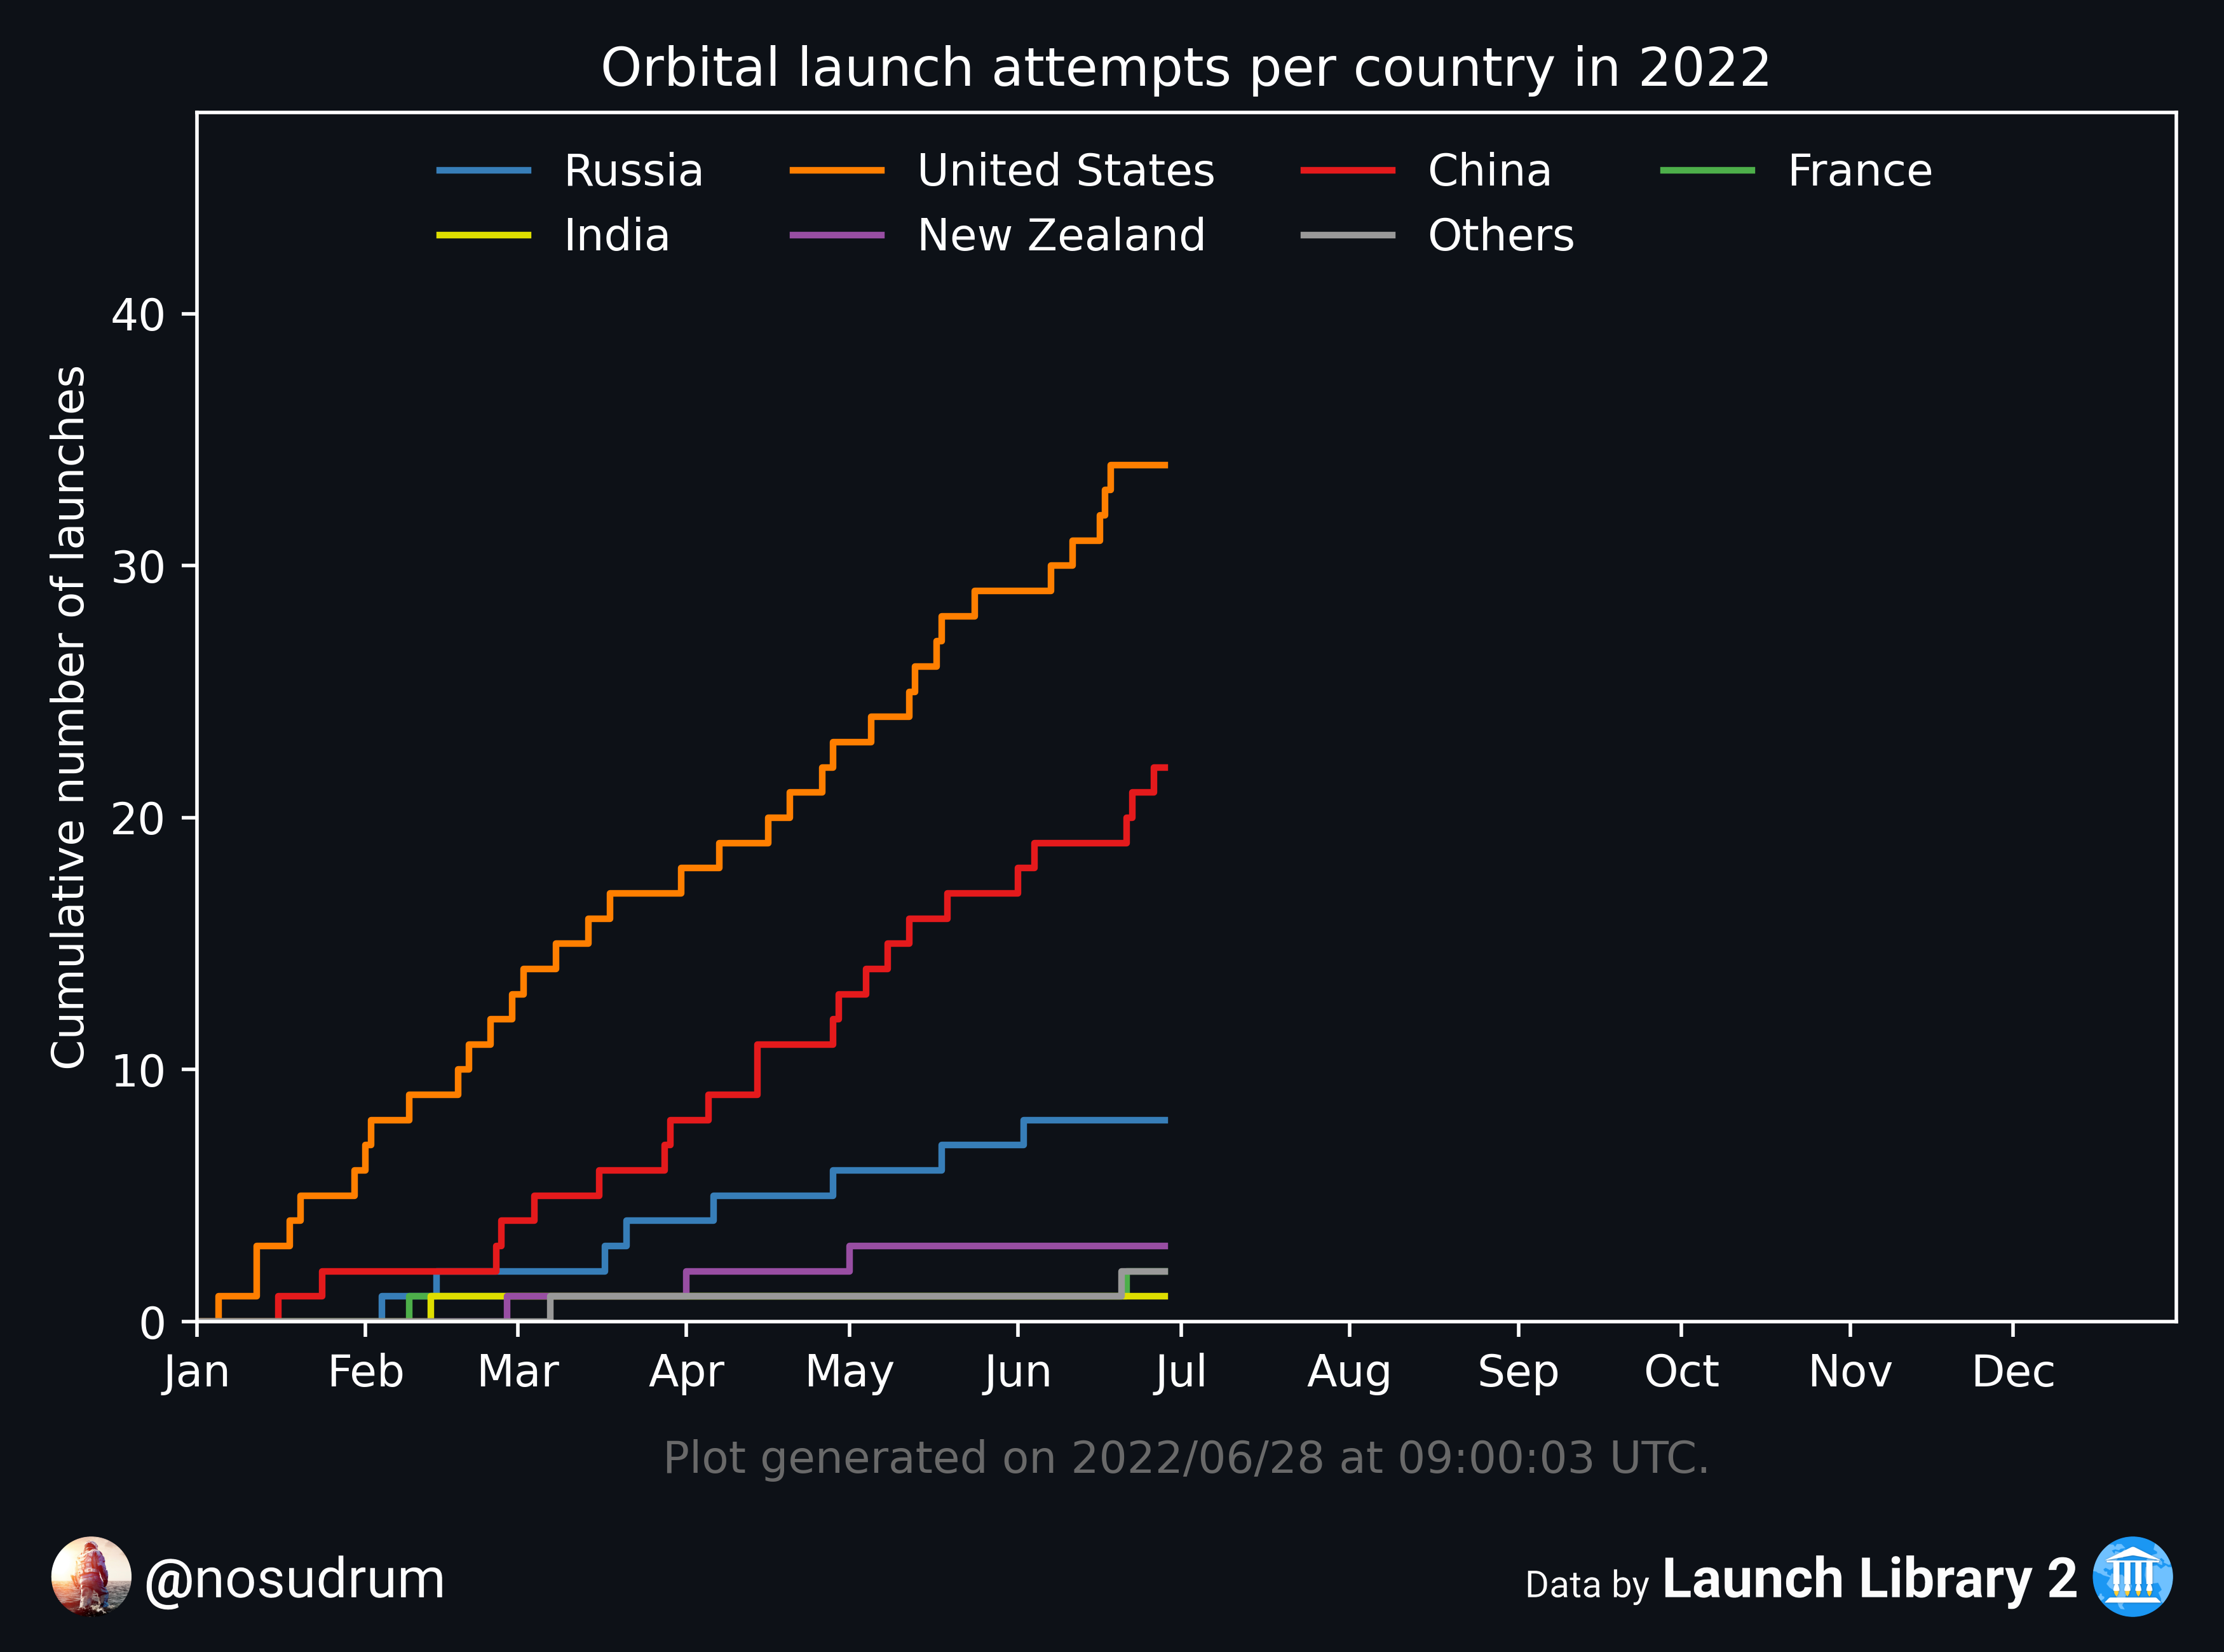 Orbital launch attempts per country in 2022
Russia United States China France
India New Zealand Others
Cumulative number of launches
40
30
20
10
0
Jan Feb Mar Apr May Jun Jul Aug Sep Oct Nov Dec
Plot generated on 2022/06/28 at 09:00:03 UTC.
@nosudrum
Data by Launch Library 2